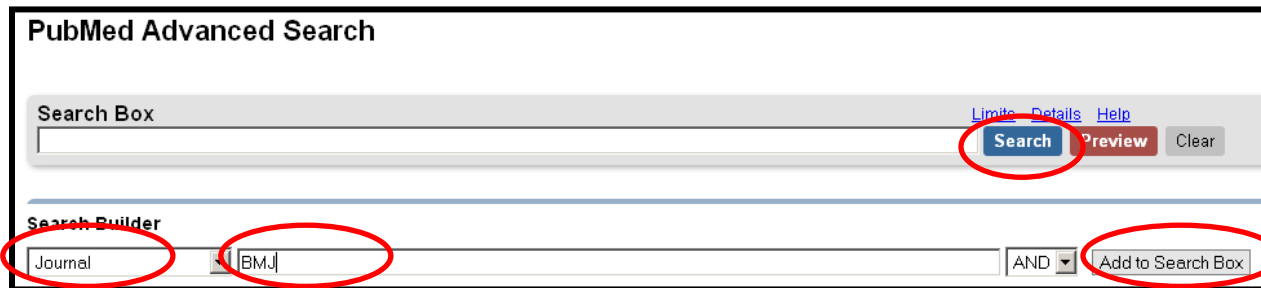 PubMed Advanced Search
Search Box
Limits Details Help
Search Preview Clear
Search Builder
Journal BMJ AND Add to Search Box